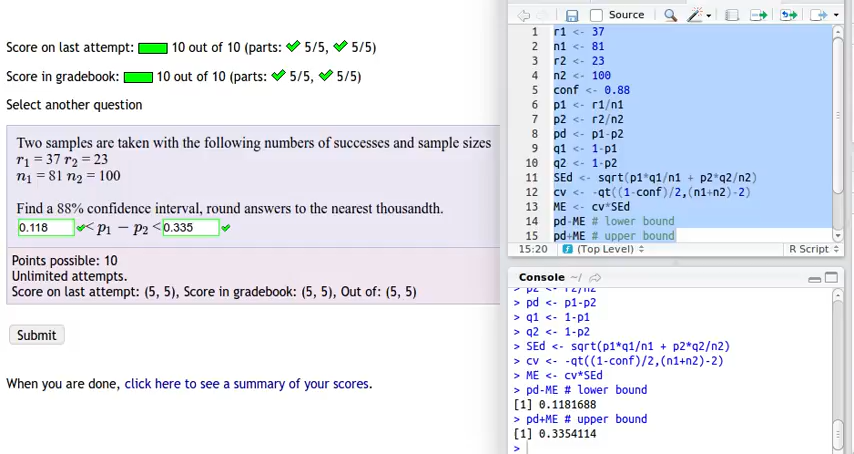 Score on last attempt: 10 out of 10 (parts: 5/5, 5/5)
Score in gradebook: 10 out of 10 (parts: 5/5, 5/5)
Select another question
Two samples are taken with the following numbers of successes and sample sizes
r1 = 37 r2 = 23
n1 = 81 n2 = 100
Find a 88% confidence interval, round answers to the nearest thousandth.
0.118 < p1 − p2 < 0.335
Points possible: 10
Unlimited attempts.
Score on last attempt: (5, 5), Score in gradebook: (5, 5), Out of: (5, 5)
Submit
When you are done, click here to see a summary of your scores.
Source
1 r1 <- 37
2 n1 <- 81
3 r2 <- 23
4 n2 <- 100
5 conf <- 0.88
6 p1 <- r1/n1
7 p2 <- r2/n2
8 pd <- p1-p2
9 q1 <- 1-p1
10 q2 <- 1-p2
11 SEd <- sqrt(p1*q1/n1 + p2*q2/n2)
12 cv <- -qt((1-conf)/2,(n1+n2)-2)
13 ME <- cv*SEd
14 pd-ME # lower bound
15 pd+ME # upper bound
15:20 (Top Level) R Script
Console ~/
> p2 <- r2/n2
> pd <- p1-p2
> q1 <- 1-p1
> q2 <- 1-p2
> SEd <- sqrt(p1*q1/n1 + p2*q2/n2)
> cv <- -qt((1-conf)/2,(n1+n2)-2)
> ME <- cv*SEd
> pd-ME # lower bound
[1] 0.1181688
> pd+ME # upper bound
[1] 0.3354114
>